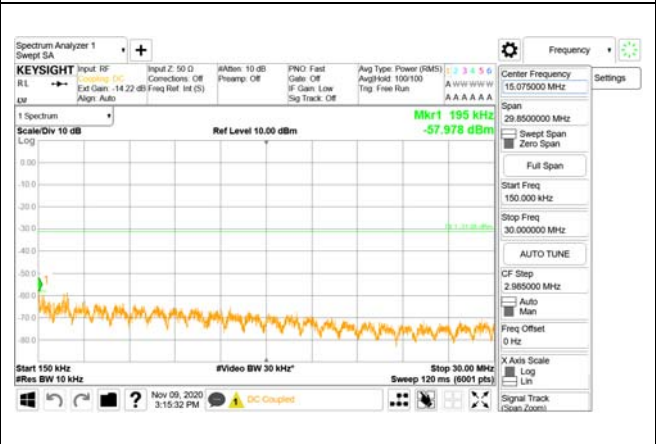 Spectrum Analyzer 1
Swept SA
Frequency
KEYSIGHT
Input: RF
Input Z: 50 Ω
#Atten: 10 dB
PNO: Fast
Avg Type: Power (RMS)
1 2 3 4 5 6
RL
Coupling: DC
Corrections: Off
Preamp: Off
Gate: Off
Avg|Hold: 100/100
A W W W W W
Ext Gain: -14.22 dB
Freq Ref: Int (S)
IF Gain: Low
Trig: Free Run
Align: Auto
Sig Track: Off
A A A A A A
1 Spectrum
Mkr1 195 kHz
Scale/Div 10 dB
Ref Level 10.00 dBm
-57.978 dBm
Log
0.00
-10.0
-20.0
-30.0
-40.0
-50.0
1
-60.0
-70.0
-80.0
Start 150 kHz
#Video BW 30 kHz*
Stop 30.00 MHz
#Res BW 10 kHz
Sweep 120 ms (6001 pts)
? Nov 09, 2020
3:15:32 PM
DC Coupled
Center Frequency
15.075000 MHz
Settings
Span
29.8500000 MHz
Swept Span
Zero Span
Full Span
Start Freq
150.000 kHz
Stop Freq
30.000000 MHz
AUTO TUNE
CF Step
2.985000 MHz
Auto
Man
Freq Offset
0 Hz
X Axis Scale
Log
Lin
Signal Track
(Span Zoom)